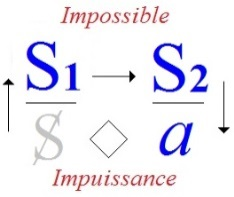 Impossible
S1 → S2
$ ◇ a
Impuissance